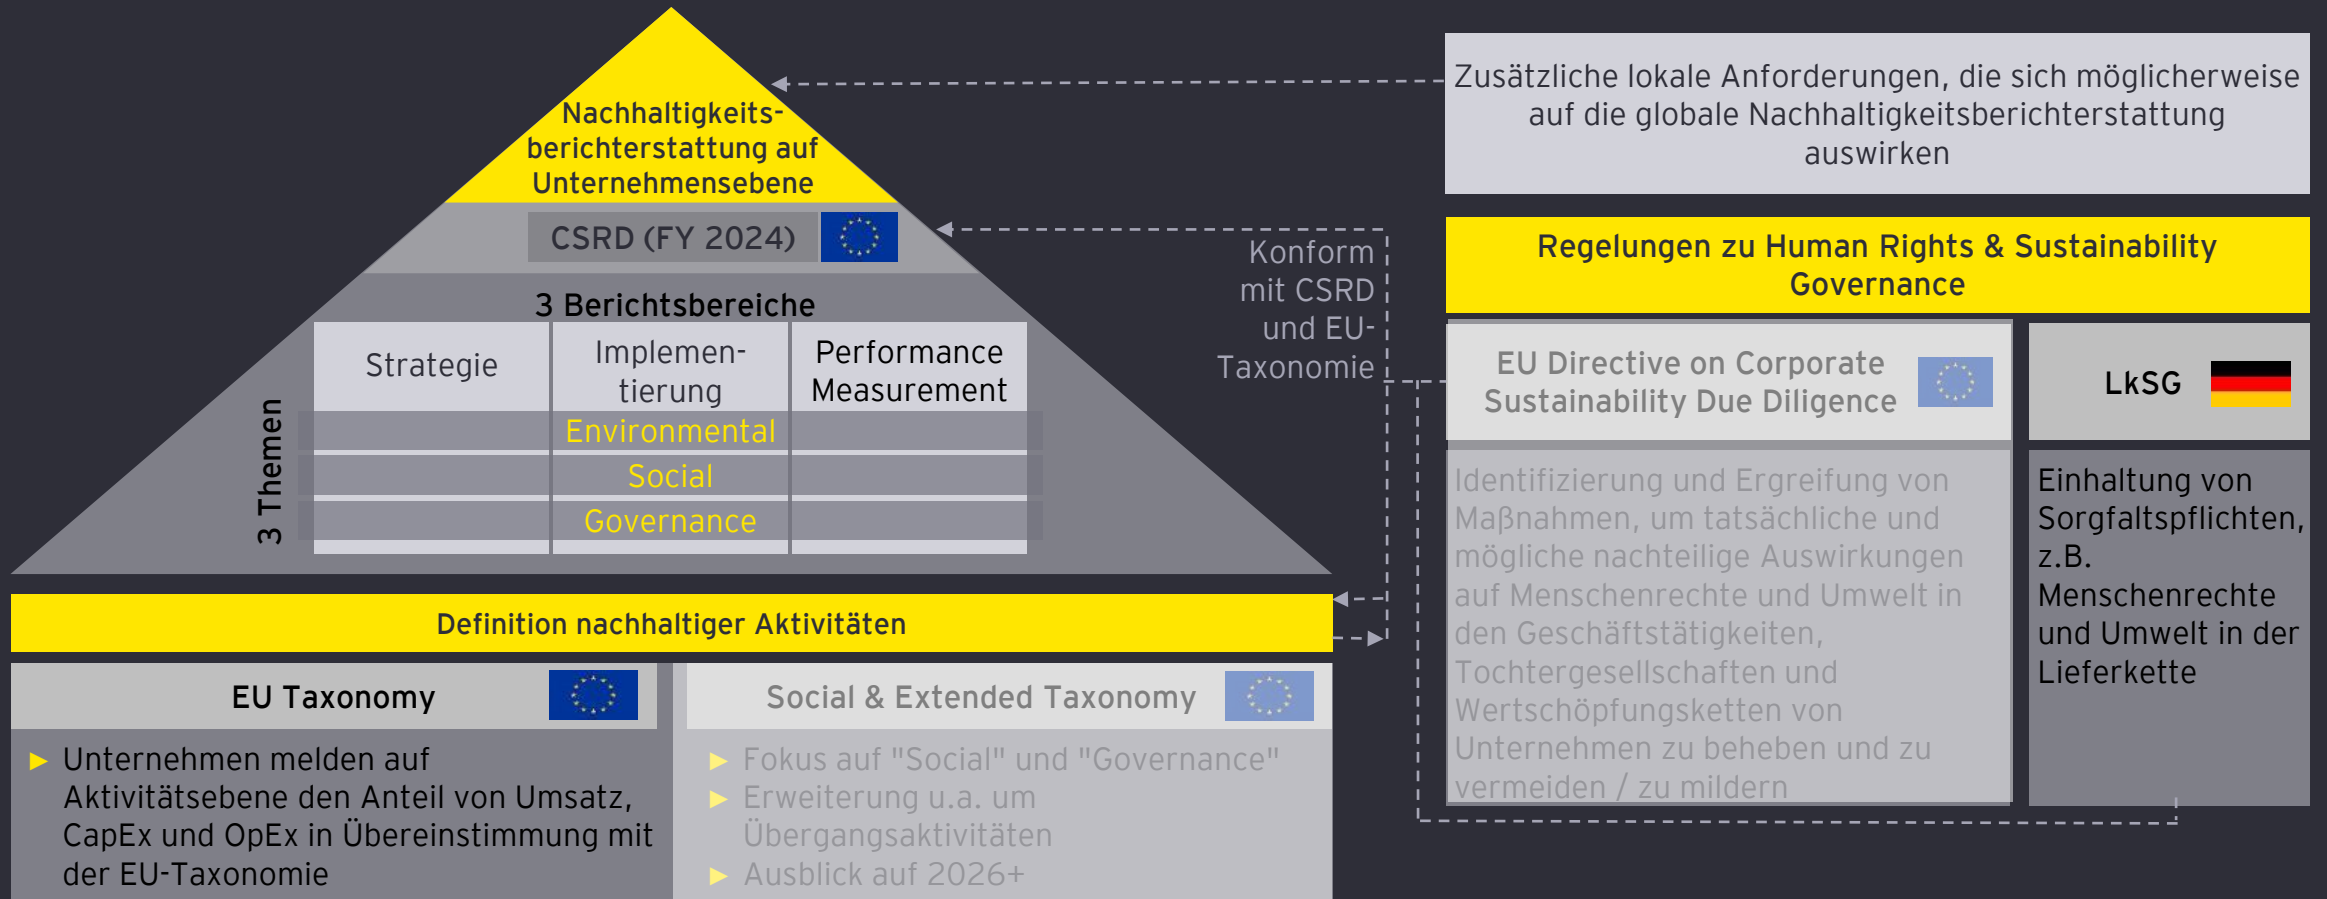 Nachhaltigkeits-
berichterstattung auf
Unternehmensebene
CSRD (FY 2024)
3 Berichtsbereiche
Strategie
Implemen-
tierung
Performance
Measurement
3 Themen
Environmental
Social
Governance
Konform
mit CSRD
und EU-
Taxonomie
Definition nachhaltiger Aktivitäten
EU Taxonomy
► Unternehmen melden auf
Aktivitätsebene den Anteil von Umsatz,
CapEx und OpEx in Übereinstimmung mit
der EU-Taxonomie
Social & Extended Taxonomy
► Fokus auf "Social" und "Governance"
► Erweiterung u.a. um
Übergangsaktivitäten
► Ausblick auf 2026+
Zusätzliche lokale Anforderungen, die sich möglicherweise
auf die globale Nachhaltigkeitsberichterstattung
auswirken
Regelungen zu Human Rights & Sustainability
Governance
EU Directive on Corporate
Sustainability Due Diligence
Identifizierung und Ergreifung von
Maßnahmen, um tatsächliche und
mögliche nachteilige Auswirkungen
auf Menschenrechte und Umwelt in
den Geschäftstätigkeiten,
Tochtergesellschaften und
Wertschöpfungsketten von
Unternehmen zu beheben und zu
vermeiden / zu mildern
LkSG
Einhaltung von
Sorgfaltspflichten,
z.B.
Menschenrechte
und Umwelt in der
Lieferkette